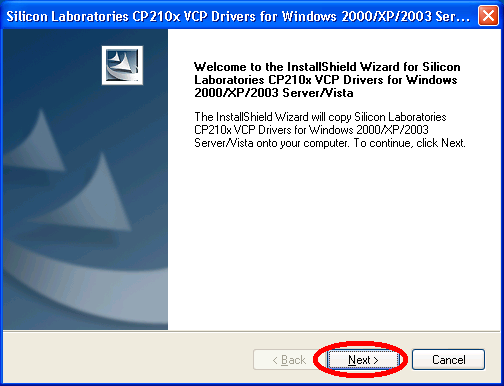 Silicon Laboratories CP210x VCP Drivers for Windows 2000/XP/2003 Ser...
Welcome to the InstallShield Wizard for Silicon
Laboratories CP210x VCP Drivers for Windows
2000/XP/2003 Server/Vista
The InstallShield Wizard will copy Silicon Laboratories
CP210x VCP Drivers for Windows 2000/XP/2003
Server/Vista onto your computer. To continue, click Next.
< Back Next > Cancel